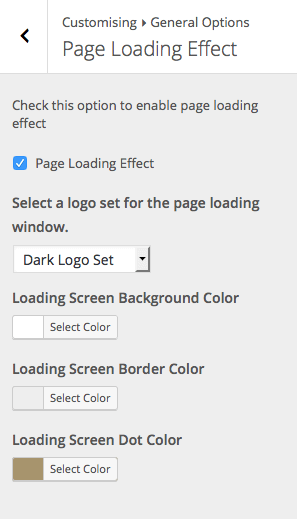 Customising ▸ General Options
Page Loading Effect
Check this option to enable page loading
effect
Page Loading Effect
Select a logo set for the page loading
window.
Dark Logo Set
Loading Screen Background Color
Select Color
Loading Screen Border Color
Select Color
Loading Screen Dot Color
Select Color